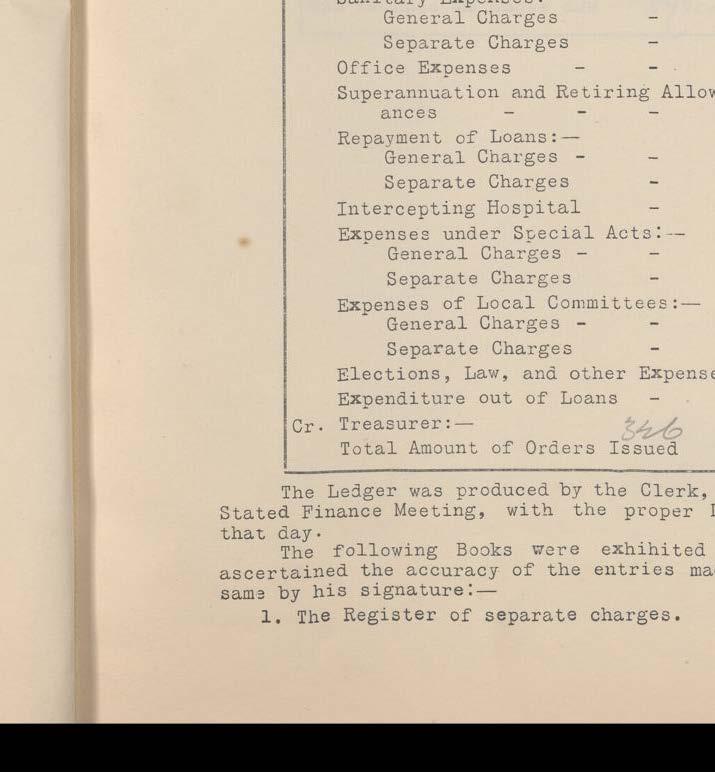 Sanitary Expenses:
General Charges -
Separate Charges -
Office Expenses - -
Superannuation and Retiring Allow
ances - - -
Repayment of Loans:—
General Charges - -
Separate Charges -
Intercepting Hospital -
Expenses under Special Acts:—
General Charges - -
Separate Charges -
Expenses of Local Committees:—
General Charges - -
Separate Charges -
Elections, Law, and other Expense
Expenditure out of Loans -
Cr. Treasurer:—
346
Total Amount of Orders Issued
The Ledger was produced by the Clerk,
Stated Finance Meeting, with the proper
that day.
The following Books were exhihited
ascertained the accuracy of the entries ma
same by his signature:—
1. The Register of separate charges.